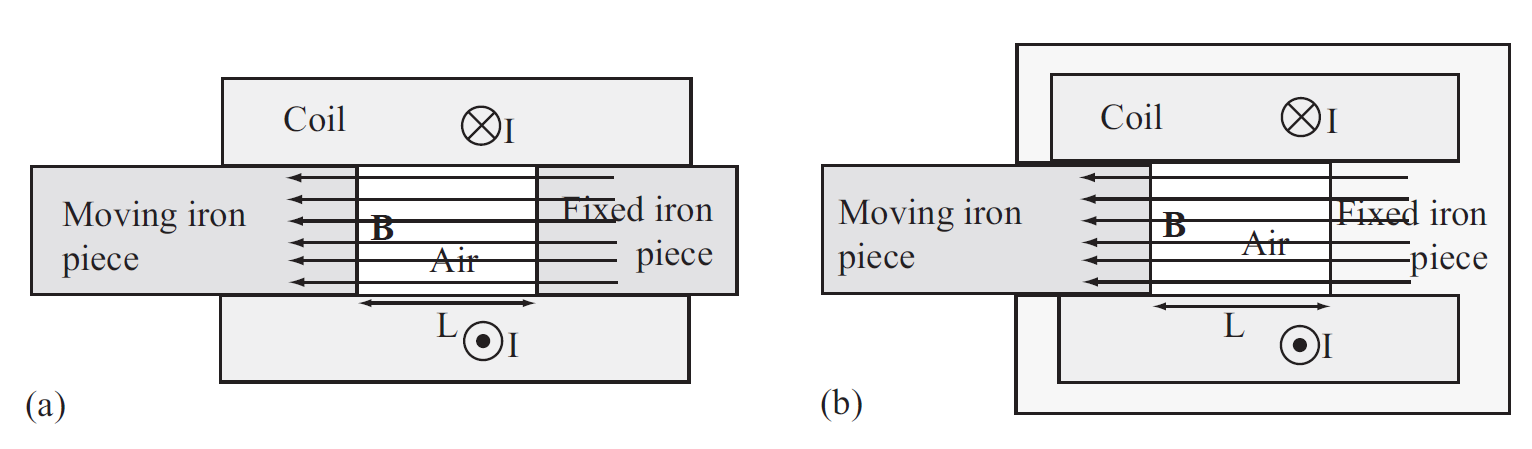 Coil
I
Moving iron
piece
B
Air
Fixed iron
piece
L
I
(a)
Coil
I
Moving iron
piece
B
Air
Fixed iron
piece
L
I
(b)